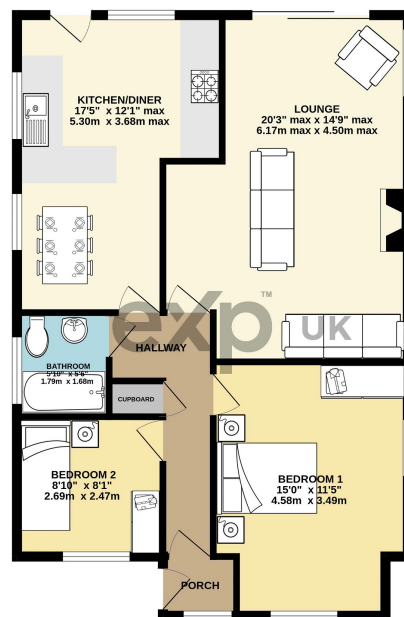 KITCHEN/DINER
17'5" x 12'1" max
5.30m x 3.68m max
LOUNGE
20'3" max x 14'9" max
6.17m max x 4.50m max
exp™ UK
HALLWAY
BATHROOM
5'10" x 5'6"
1.79m x 1.68m
CUPBOARD
BEDROOM 2
8'10" x 8'1"
2.69m x 2.47m
BEDROOM 1
15'0" x 11'5"
4.58m x 3.49m
PORCH